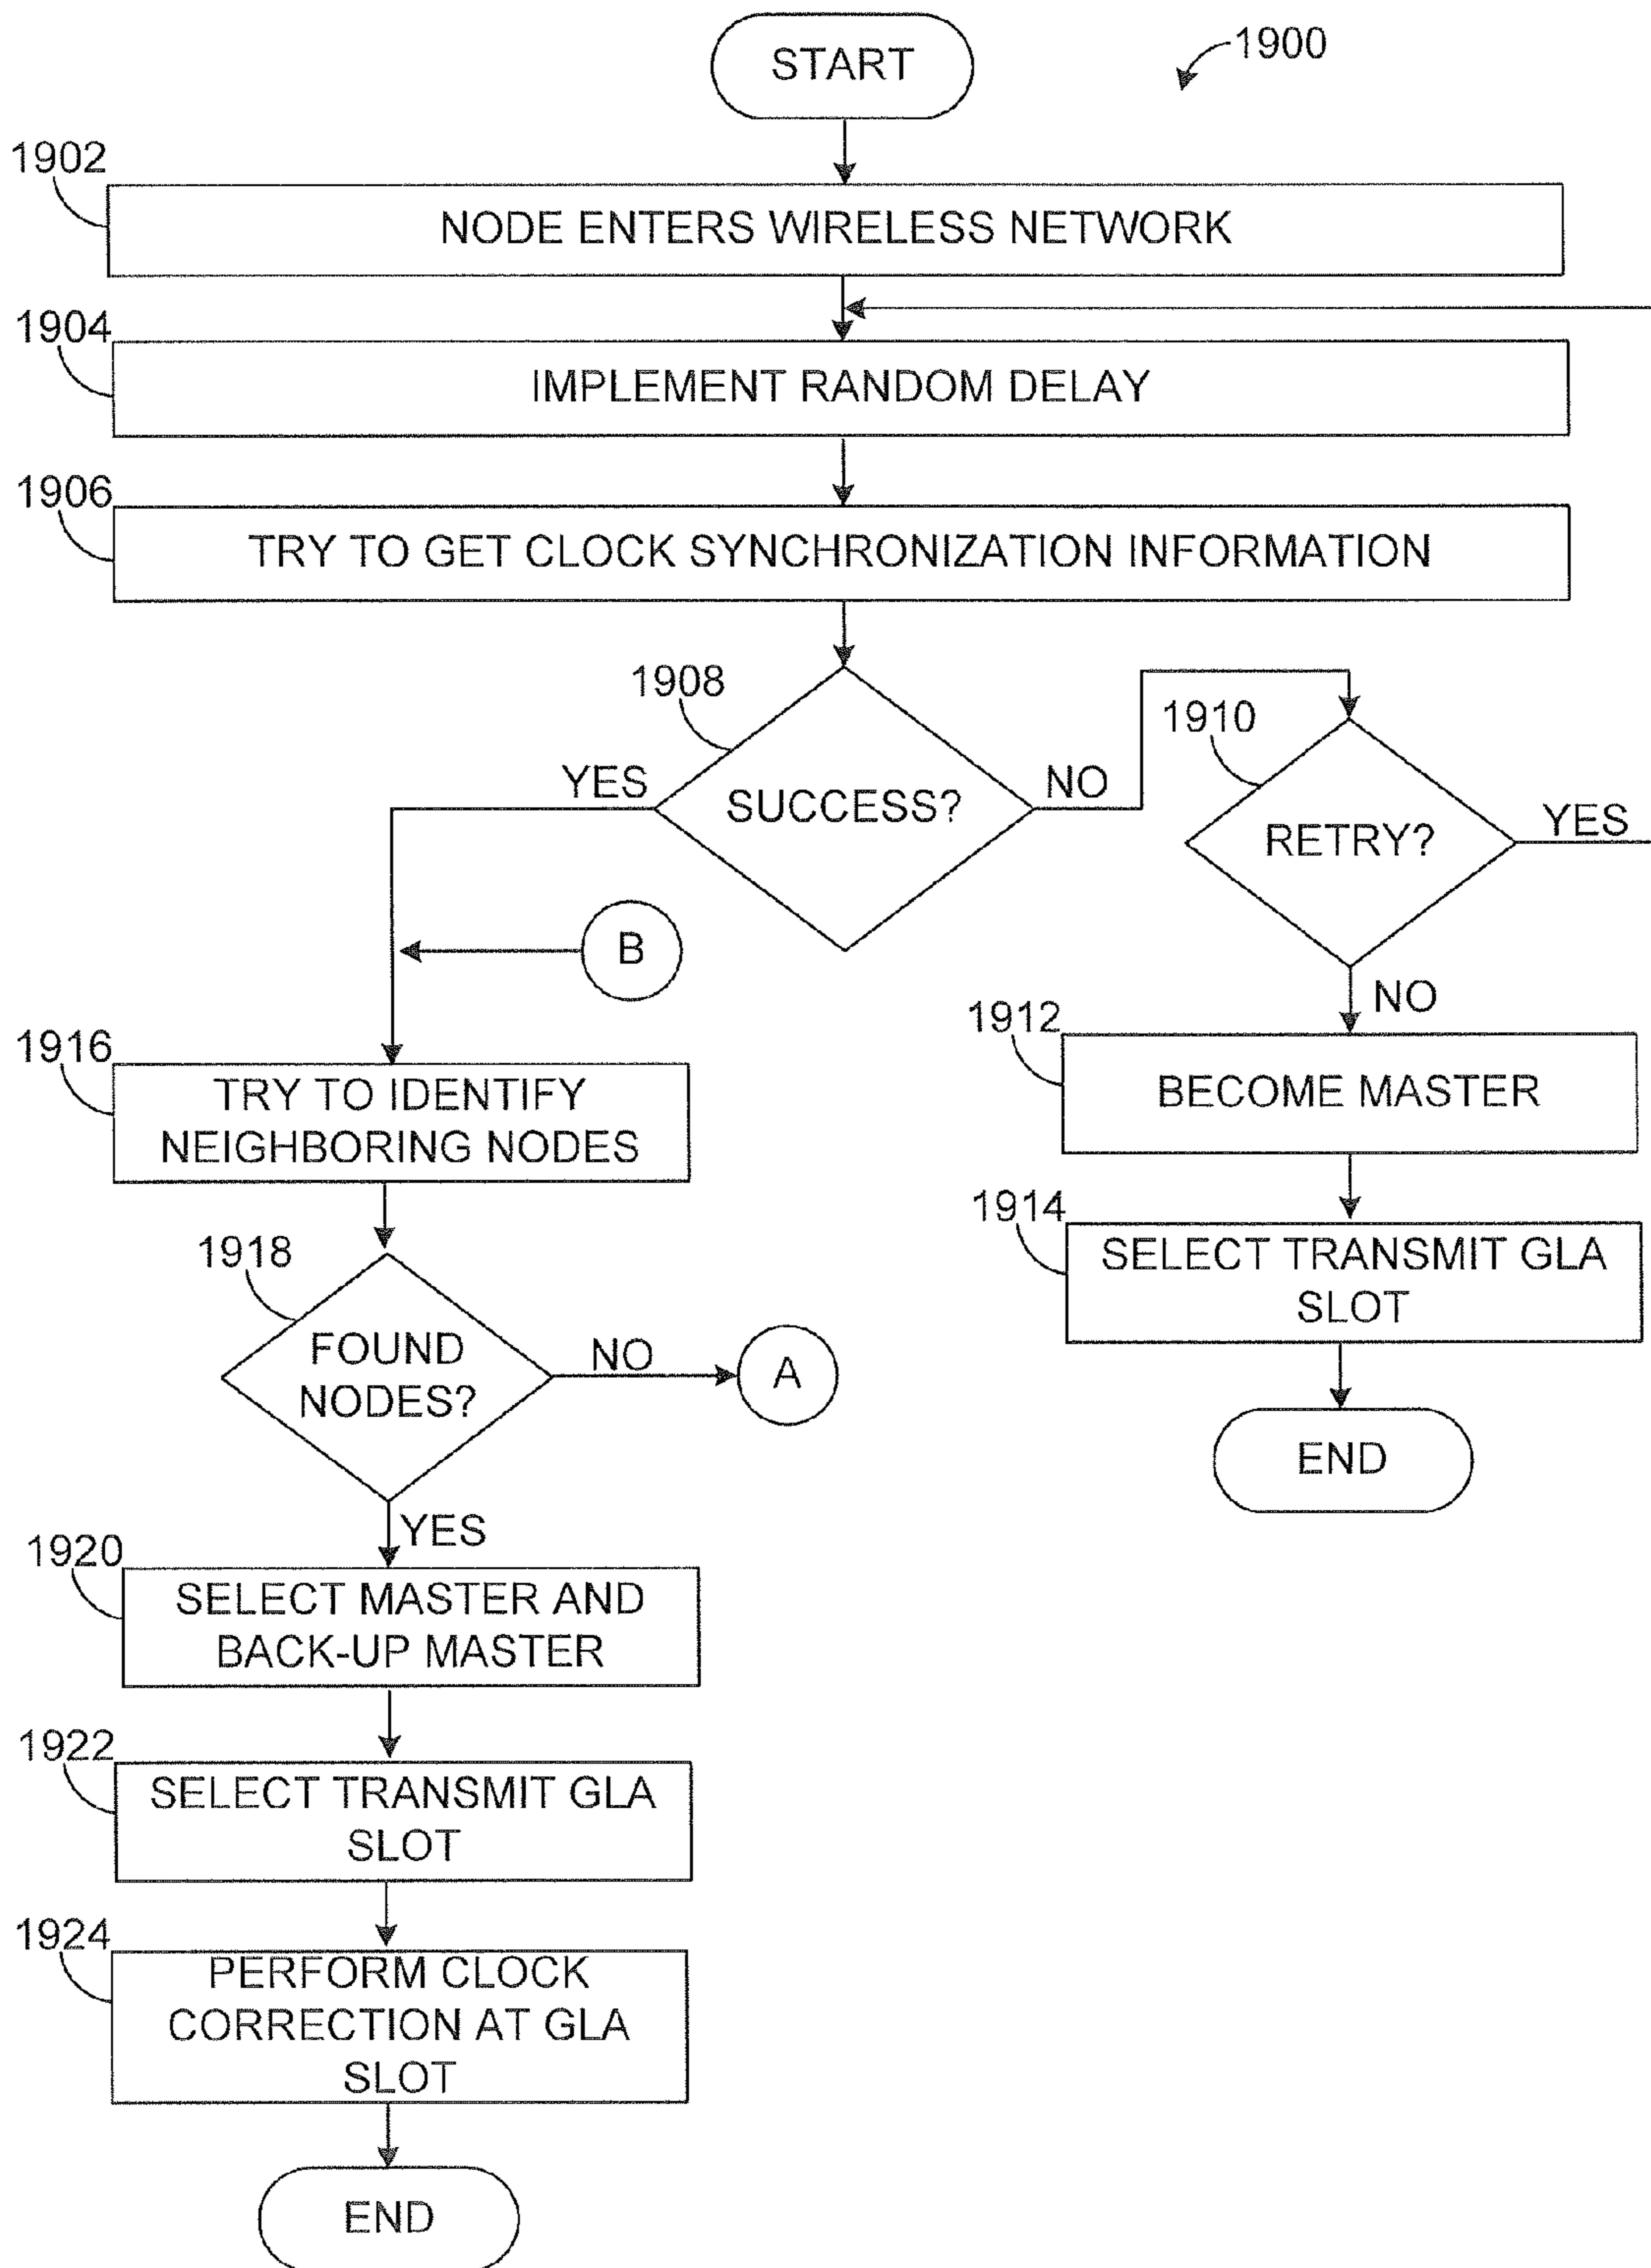 START
1900
1902
NODE ENTERS WIRELESS NETWORK
1904
IMPLEMENT RANDOM DELAY
1906
TRY TO GET CLOCK SYNCHRONIZATION INFORMATION
1908
SUCCESS?
YES
NO
1910
RETRY?
YES
NO
B
1912
BECOME MASTER
1914
SELECT TRANSMIT GLA
SLOT
END
1916
TRY TO IDENTIFY
NEIGHBORING NODES
1918
FOUND
NODES?
NO
A
YES
1920
SELECT MASTER AND
BACK-UP MASTER
1922
SELECT TRANSMIT GLA
SLOT
1924
PERFORM CLOCK
CORRECTION AT GLA
SLOT
END